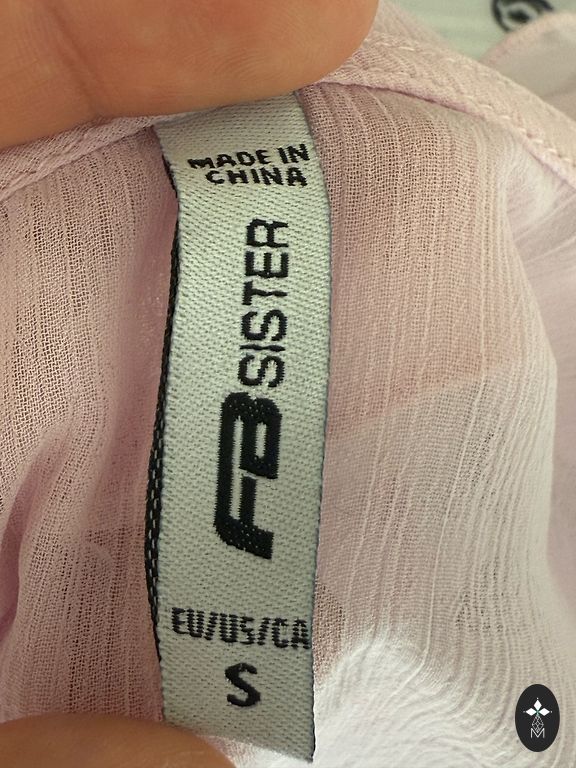 MADE IN
CHINA
FB SISTER
EU/US/CA
S
M